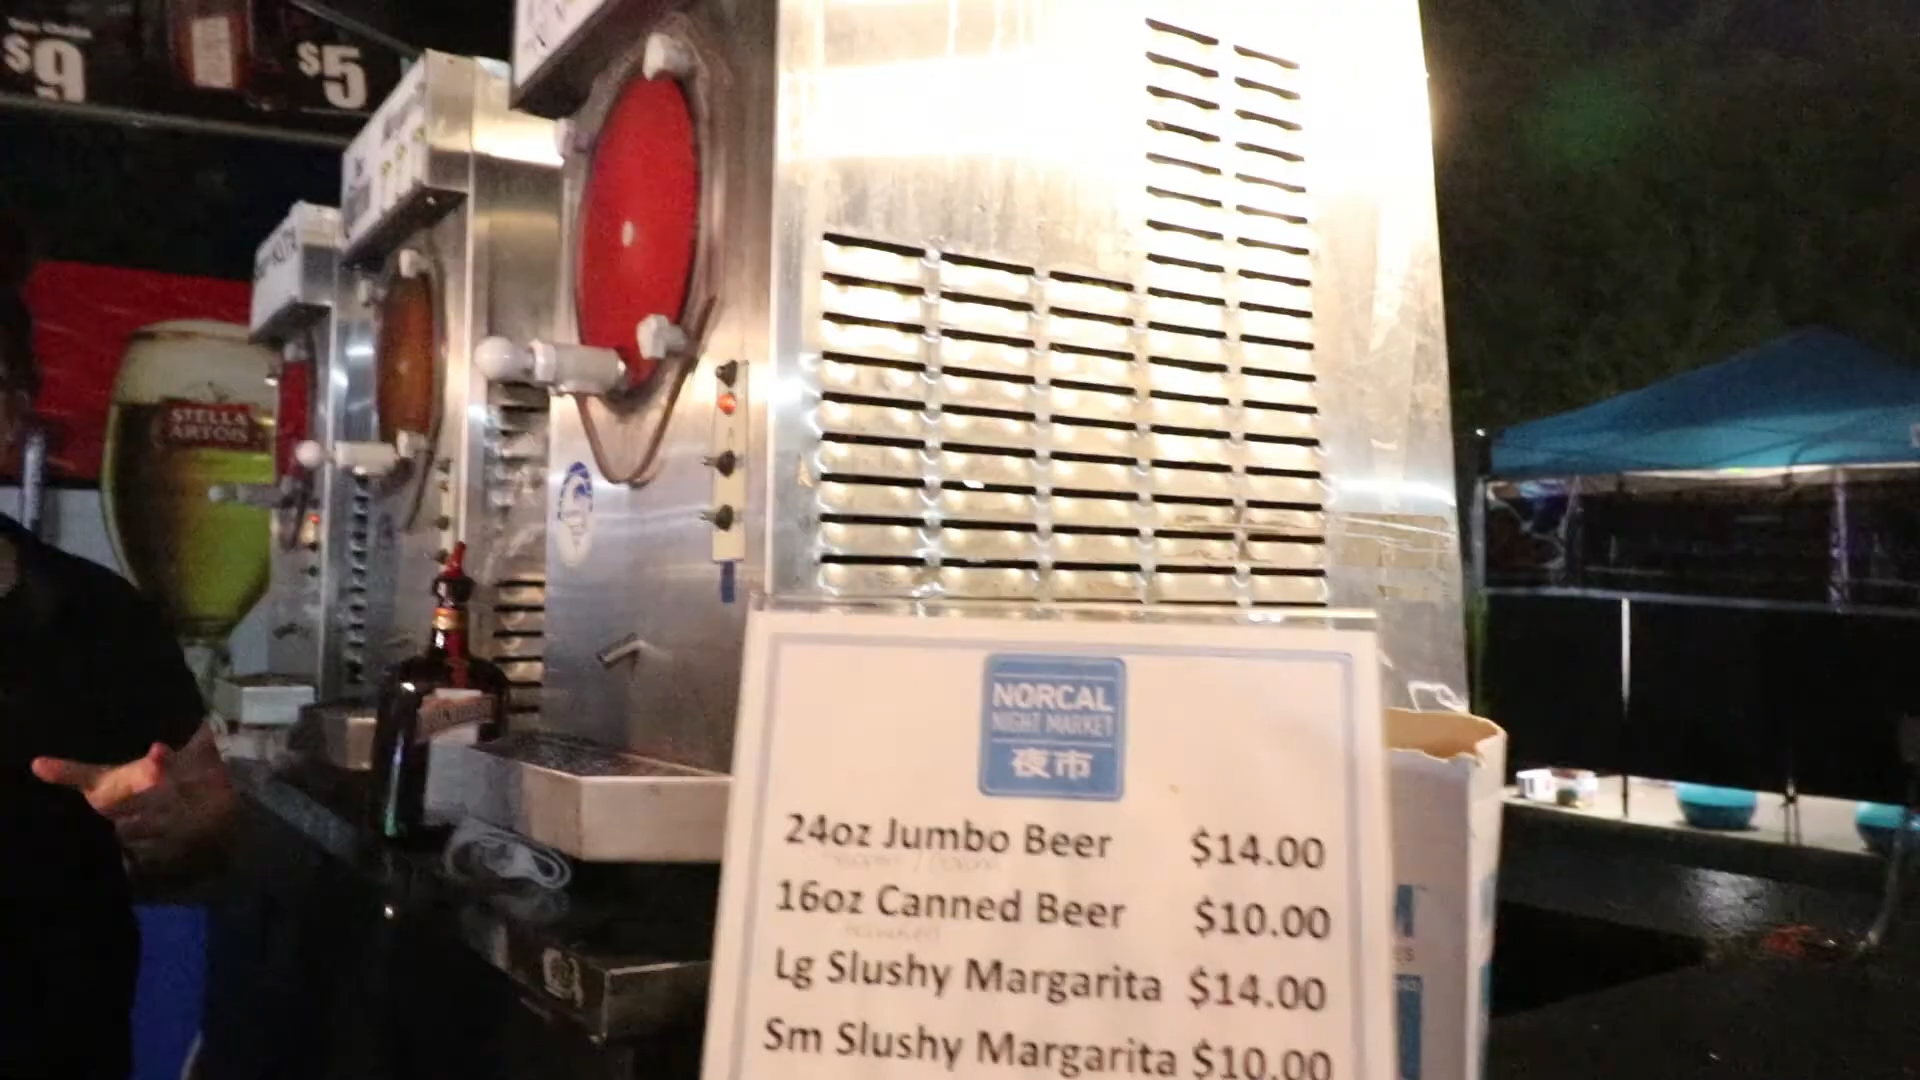 $9
$5
STELLA
ARTOIS
NORCAL
NIGHT MARKET
夜市
24oz Jumbo Beer $14.00
16oz Canned Beer $10.00
Lg Slushy Margarita $14.00
Sm Slushy Margarita $10.00